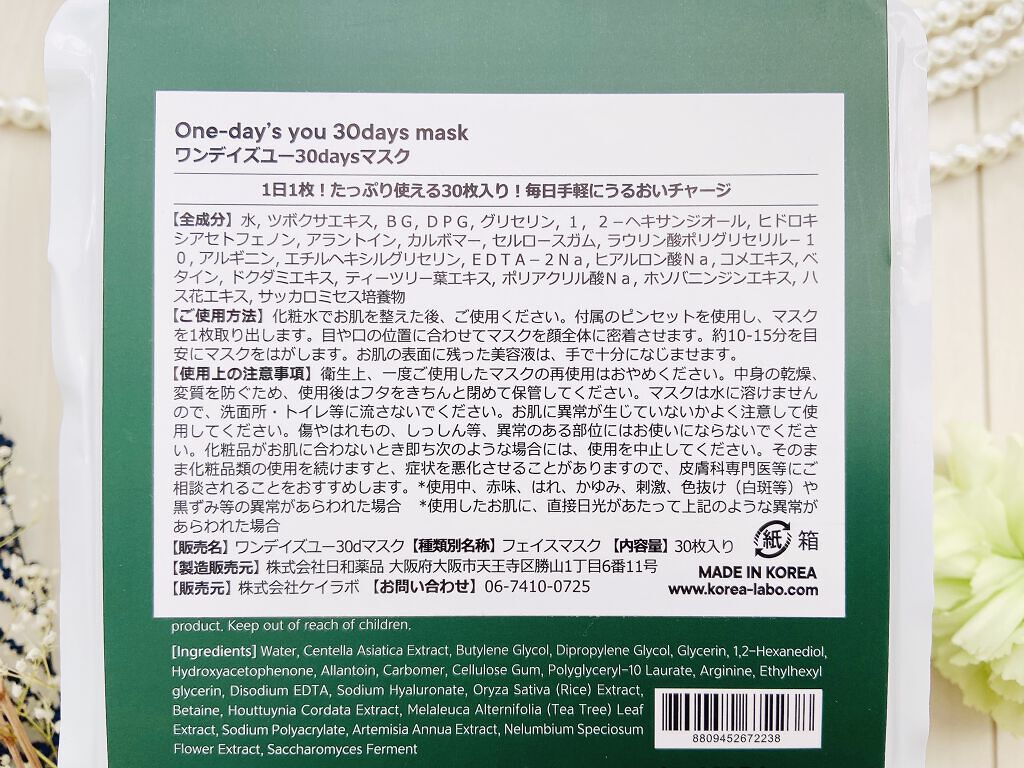 One-day's you 30days mask
ワンデイズユー30daysマスク
1日1枚！たっぷり使える30枚入り！毎日手軽にうるおいチャージ
【全成分】水, ツボクサエキス, ＢＧ, ＤＰＧ, グリセリン, １，２－ヘキサンジオール, ヒドロキ
シアセトフェノン, アラントイン, カルボマー, セルロースガム, ラウリン酸ポリグリセリル－１
０, アルギニン, エチルヘキシルグリセリン, ＥＤＴＡ－２Ｎａ, ヒアルロン酸Ｎａ, コメエキス, ベ
タイン, ドクダミエキス, ティーツリー葉エキス, ポリアクリル酸Ｎａ, ホソバニンジンエキス, ハ
ス花エキス, サッカロミセス培養物
【ご使用方法】化粧水でお肌を整えた後、ご使用ください。付属のピンセットを使用し、マスク
を1枚取り出します。目や口の位置に合わせてマスクを顔全体に密着させます。約10-15分を目
安にマスクをはがします。お肌の表面に残った美容液は、手で十分になじませます。
【使用上の注意事項】衛生上、一度ご使用したマスクの再使用はおやめください。中身の乾燥、
変質を防ぐため、使用後はフタをきちんと閉めて保管してください。マスクは水に溶けません
ので、洗面所・トイレ等に流さないでください。お肌に異常が生じていないかよく注意して使
用してください。傷やはれもの、しっしん等、異常のある部位にはお使いにならないでくださ
い。化粧品がお肌に合わないとき即ち次のような場合には、使用を中止してください。そのま
ま化粧品類の使用を続けますと、症状を悪化させることがありますので、皮膚科専門医等にご
相談されることをおすすめします。*使用中、赤味、はれ、かゆみ、刺激、色抜け（白斑等）や
黒ずみ等の異常があらわれた場合　*使用したお肌に、直接日光があたって上記のような異常が
あらわれた場合
【販売名】ワンデイズユー30dマスク【種類別名称】フェイスマスク 【内容量】30枚入り
紙 箱
【製造販売元】株式会社日和薬品 大阪府大阪市天王寺区勝山1丁目6番11号
MADE IN KOREA
【販売元】株式会社ケイラボ 【お問い合わせ】06-7410-0725
www.korea-labo.com
product. Keep out of reach of children.
[Ingredients] Water, Centella Asiatica Extract, Butylene Glycol, Dipropylene Glycol, Glycerin, 1,2-Hexanediol,
Hydroxyacetophenone, Allantoin, Carbomer, Cellulose Gum, Polyglyceryl-10 Laurate, Arginine, Ethylhexyl
glycerin, Disodium EDTA, Sodium Hyaluronate, Oryza Sativa (Rice) Extract,
Betaine, Houttuynia Cordata Extract, Melaleuca Alternifolia (Tea Tree) Leaf
Extract, Sodium Polyacrylate, Artemisia Annua Extract, Nelumbium Speciosum
Flower Extract, Saccharomyces Ferment
8809452672238